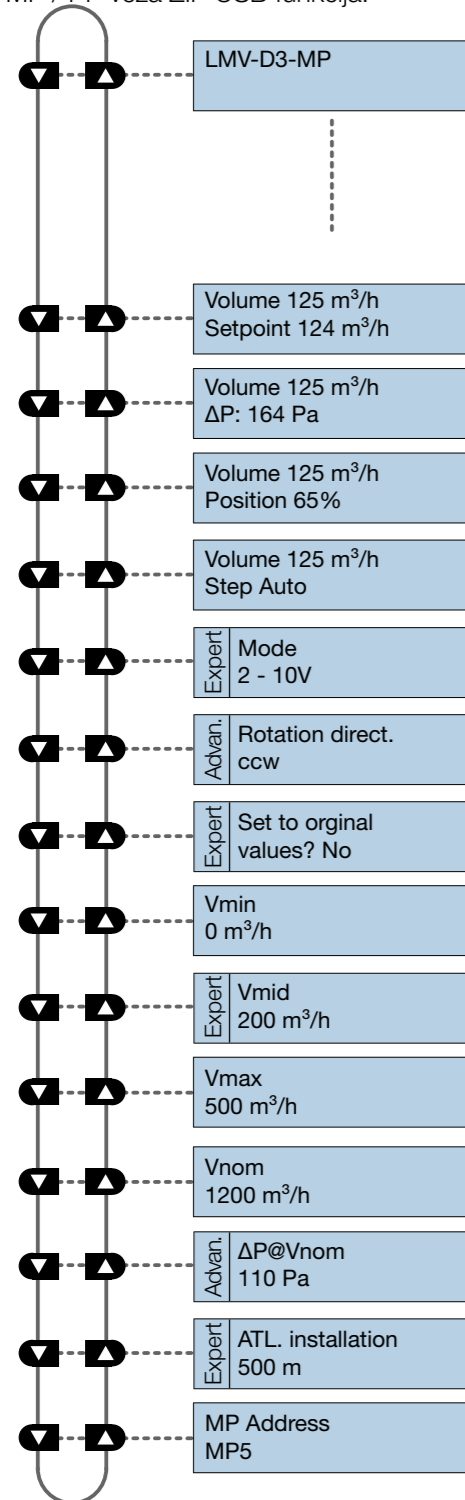 MP/PP veza ZIP USB funkcija.
LMV-D3-MP
Volume 125 m³/h
Setpoint 124 m³/h
Volume 125 m³/h
ΔP: 164 Pa
Volume 125 m³/h
Position 65%
Volume 125 m³/h
Step Auto
Expert
Mode
2 - 10V
Advan.
Rotation direct.
ccw
Expert
Set to orginal
values? No
Vmin
0 m³/h
Expert
Vmid
200 m³/h
Vmax
500 m³/h
Vnom
1200 m³/h
Advan.
ΔP@Vnom
110 Pa
Expert
ATL. installation
500 m
MP Address
MP5